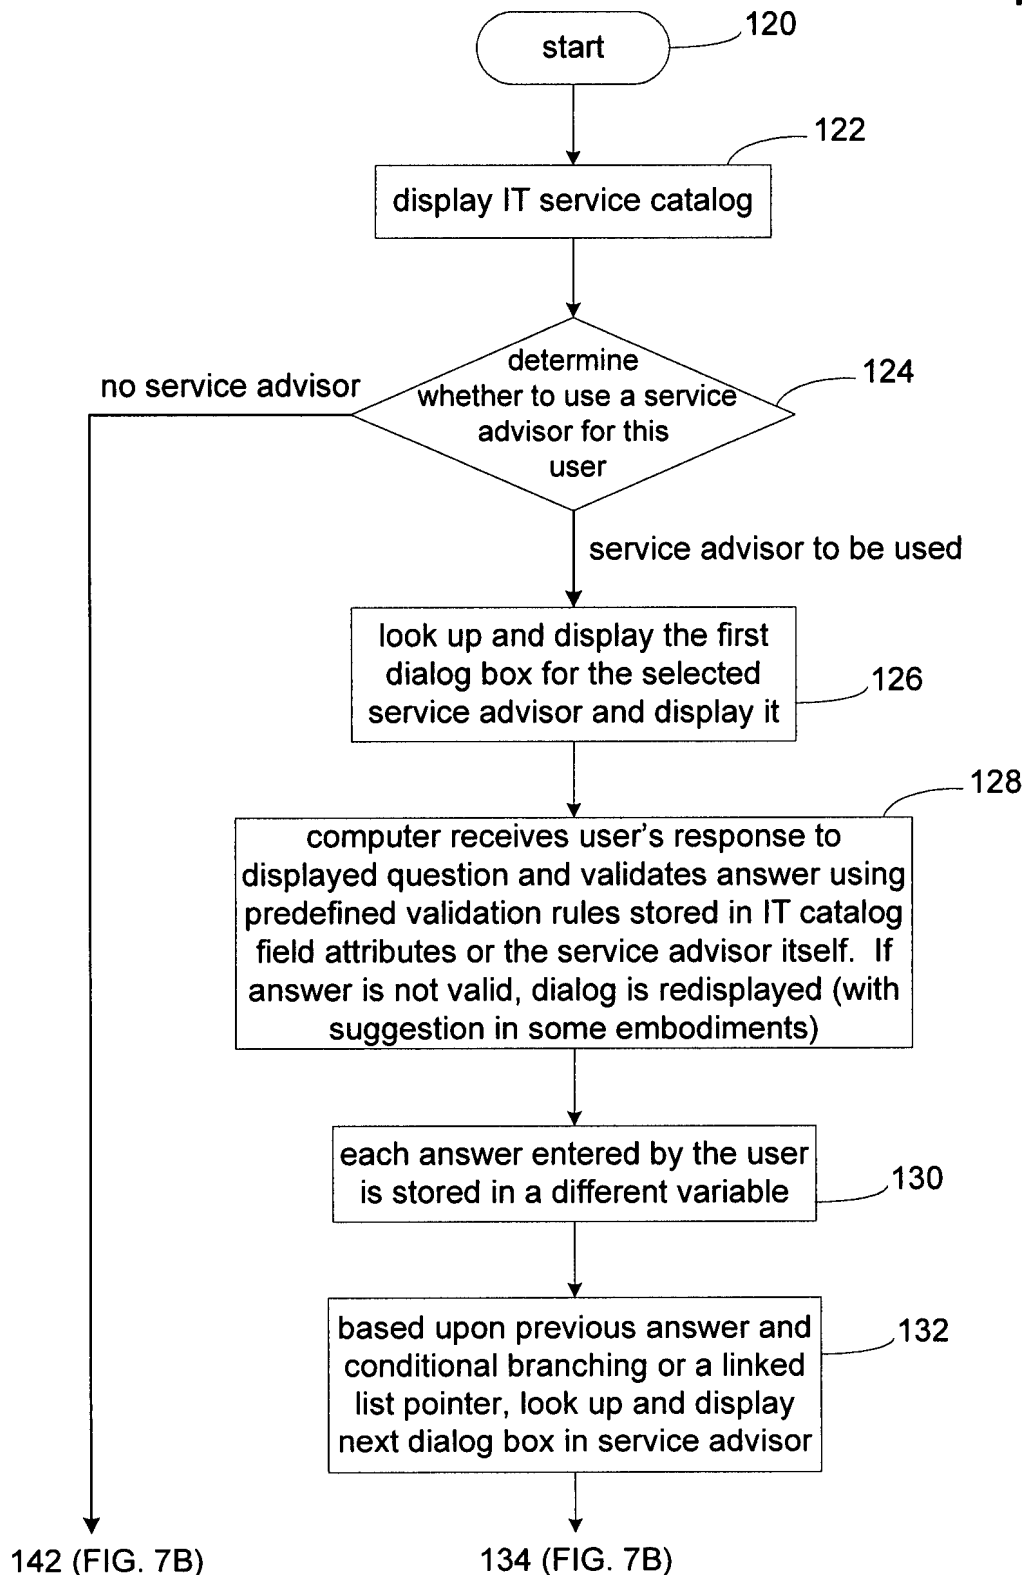 start
120
122
display IT service catalog
determine
whether to use a service
advisor for this
user
124
no service advisor
service advisor to be used
look up and display the first
dialog box for the selected
service advisor and display it
126
128
computer receives user's response to
displayed question and validates answer using
predefined validation rules stored in IT catalog
field attributes or the service advisor itself. If
answer is not valid, dialog is redisplayed (with
suggestion in some embodiments)
each answer entered by the user
is stored in a different variable
130
based upon previous answer and
conditional branching or a linked
list pointer, look up and display
next dialog box in service advisor
132
142 (FIG. 7B)
134 (FIG. 7B)